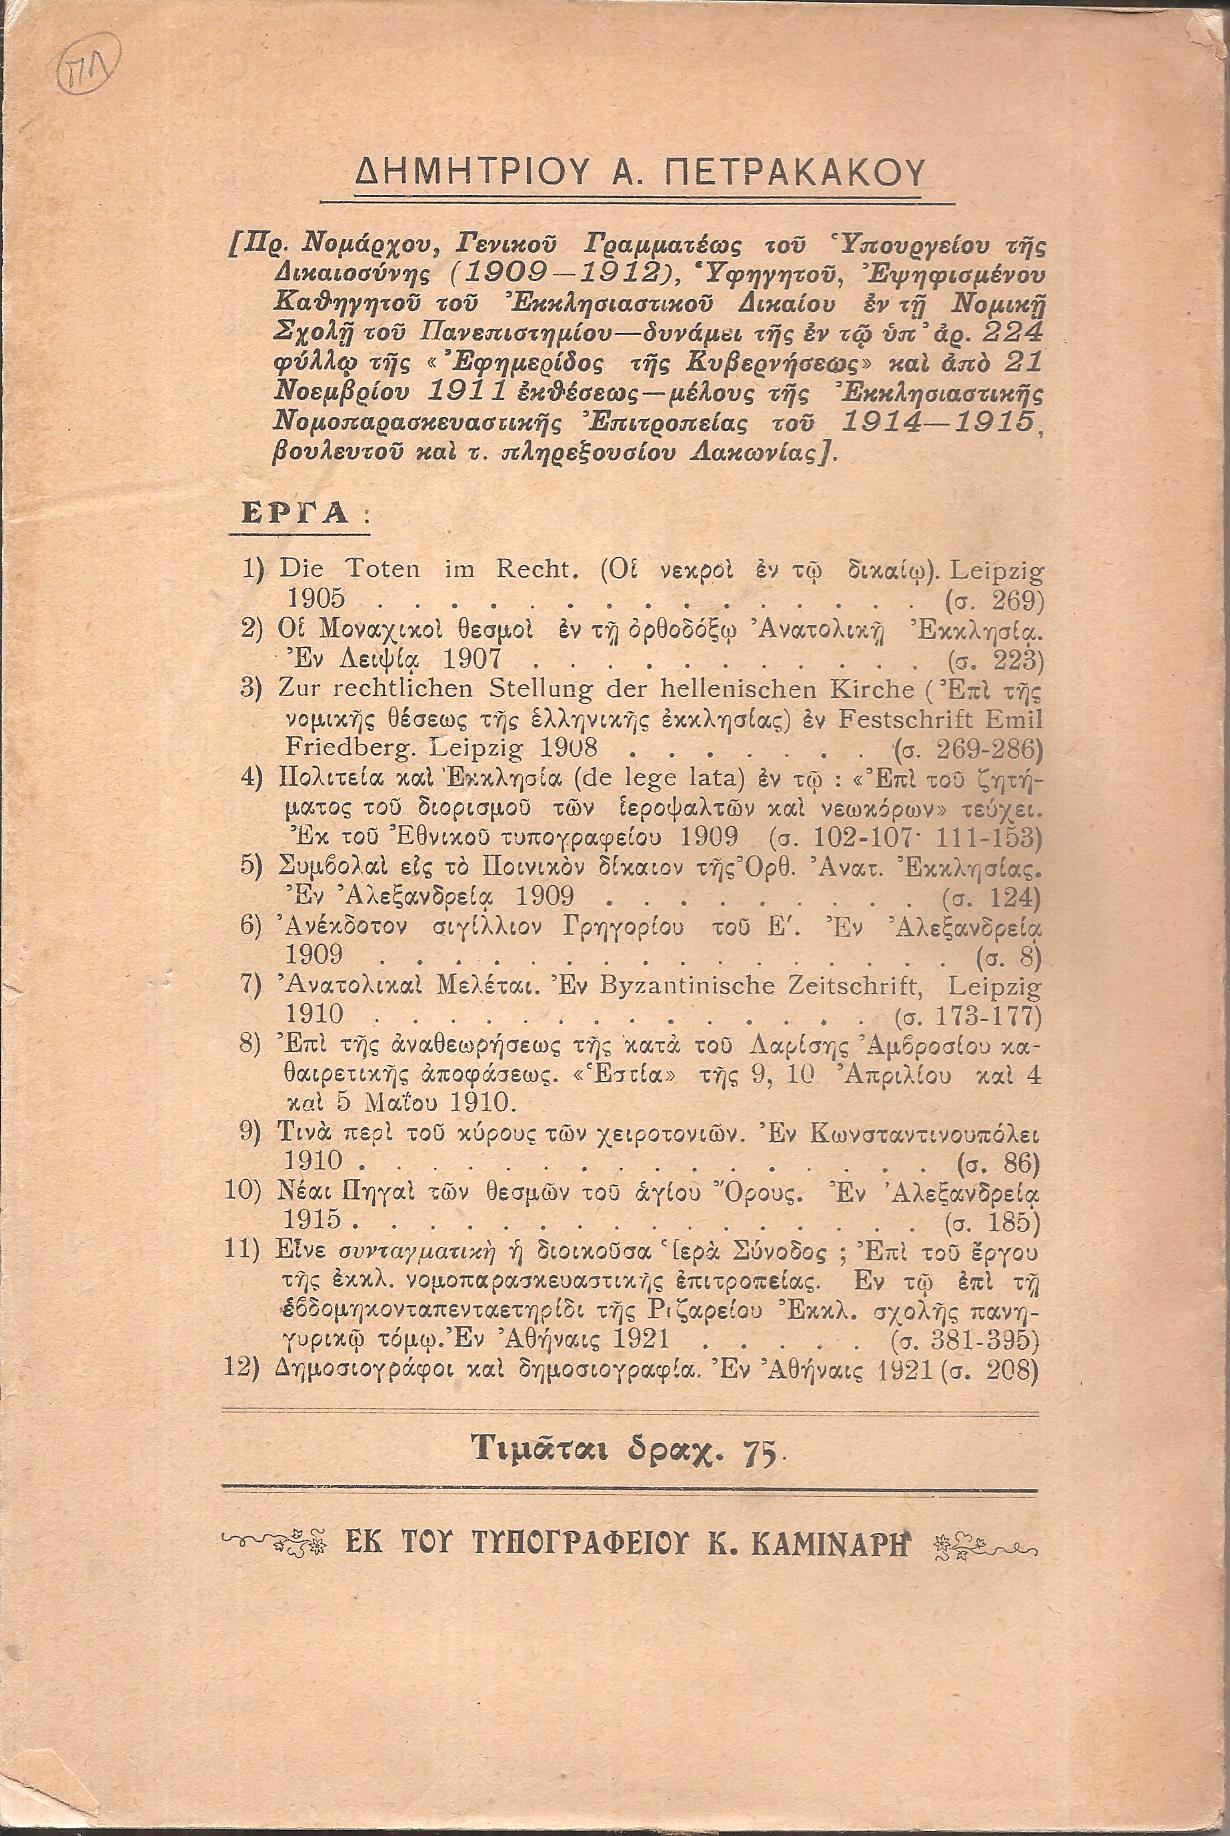 ΠΛ
ΔΗΜΗΤΡΙΟΥ Α. ΠΕΤΡΑΚΑΚΟΥ
[Πρ. Νομάρχου, Γενικοῦ Γραμματέως τοῦ Ὑπουργείου τῆς
Δικαιοσύνης (1909—1912), Ὑφηγητοῦ, Ἐψηφισμένου
Καθηγητοῦ τοῦ Ἐκκλησιαστικοῦ Δικαίου ἐν τῇ Νομικῇ
Σχολῇ τοῦ Πανεπιστημίου—δυνάμει τῆς ἐν τῷ ὑπ' ἀρ. 224
φύλλῳ τῆς «Ἐφημερίδος τῆς Κυβερνήσεως» καὶ ἀπὸ 21
Νοεμβρίου 1911 ἐκθέσεως—μέλους τῆς Ἐκκλησιαστικῆς
Νομοπαρασκευαστικῆς Ἐπιτροπείας τοῦ 1914—1915,
βουλευτοῦ καὶ τ. πληρεξουσίου Λακωνίας].
ΕΡΓΑ :
1) Die Toten im Recht. (Οἱ νεκροὶ ἐν τῷ δικαίῳ). Leipzig
1905 . . . . . . . . . . . . . . . (σ. 269)
2) Οἱ Μοναχικοὶ θεσμοὶ ἐν τῇ ὀρθοδόξῳ Ἀνατολικῇ Ἐκκλησίᾳ.
Ἐν Λειψίᾳ 1907 . . . . . . . . . . . (σ. 223)
3) Zur rechtlichen Stellung der hellenischen Kirche (Ἐπὶ τῆς
νομικῆς θέσεως τῆς ἑλληνικῆς ἐκκλησίας) ἐν Festschrift Emil
Friedberg. Leipzig 1908 . . . . . . . (σ. 269-286)
4) Πολιτεία καὶ Ἐκκλησία (de lege lata) ἐν τῷ : «Ἐπὶ τοῦ ζητή-
ματος τοῦ διορισμοῦ τῶν ἱεροψαλτῶν καὶ νεωκόρων» τεύχει.
Ἐκ τοῦ Ἐθνικοῦ τυπογραφείου 1909 (σ. 102-107· 111-153)
5) Συμβολαὶ εἰς τὸ Ποινικὸν δίκαιον τῆς Ὀρθ. Ἀνατ. Ἐκκλησίας.
Ἐν Ἀλεξανδρείᾳ 1909 . . . . . . . . . (σ. 124)
6) Ἀνέκδοτον σιγίλλιον Γρηγορίου τοῦ Ε΄. Ἐν Ἀλεξανδρείᾳ
1909 . . . . . . . . . . . . . . . . (σ. 8)
7) Ἀνατολικαὶ Μελέται. Ἐν Byzantinische Zeitschrift, Leipzig
1910 . . . . . . . . . . . . . . (σ. 173-177)
8) Ἐπὶ τῆς ἀναθεωρήσεως τῆς κατὰ τοῦ Λαρίσης Ἀμβροσίου κα-
θαιρετικῆς ἀποφάσεως. «Ἑστία» τῆς 9, 10 Ἀπριλίου καὶ 4
καὶ 5 Μαΐου 1910.
9) Τινὰ περὶ τοῦ κύρους τῶν χειροτονιῶν. Ἐν Κωνσταντινουπόλει
1910 . . . . . . . . . . . . . . . . (σ. 86)
10) Νέαι Πηγαὶ τῶν θεσμῶν τοῦ ἁγίου Ὄρους. Ἐν Ἀλεξανδρείᾳ
1915 . . . . . . . . . . . . . . . . (σ. 185)
11) Εἶνε συνταγματικὴ ἡ διοικοῦσα Ἱερὰ Σύνοδος ; Ἐπὶ τοῦ ἔργου
τῆς ἐκκλ. νομοπαρασκευαστικῆς ἐπιτροπείας. Ἐν τῷ ἐπὶ τῇ
ἑβδομηκονταπενταετηρίδι τῆς Ριζαρείου Ἐκκλ. σχολῆς πανη-
γυρικῷ τόμῳ. Ἐν Ἀθήναις 1921 . . . . . (σ. 381-395)
12) Δημοσιογράφοι καὶ δημοσιογραφία. Ἐν Ἀθήναις 1921 (σ. 208)
Τιμᾶται δραχ. 75.
ΕΚ ΤΟΥ ΤΥΠΟΓΡΑΦΕΙΟΥ Κ. ΚΑΜΙΝΑΡΗ